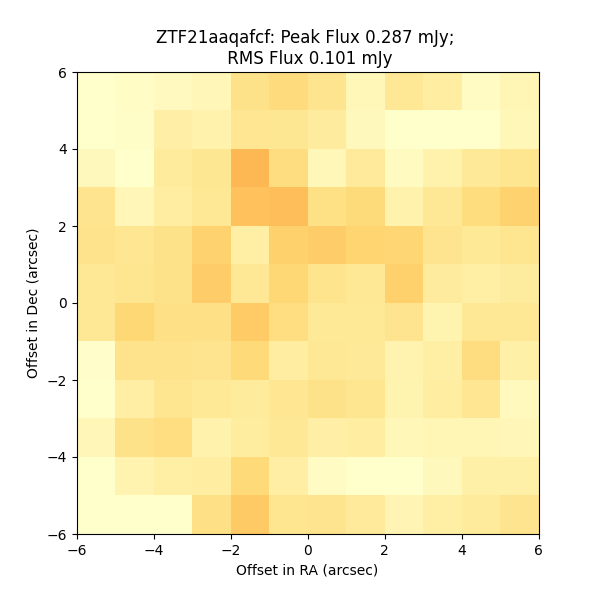 ZTF21aaqafcf: Peak Flux 0.287 mJy;
RMS Flux 0.101 mJy
6
4
2
0
−2
−4
−6
Offset in Dec (arcsec)
−6 −4 −2 0 2 4 6
Offset in RA (arcsec)